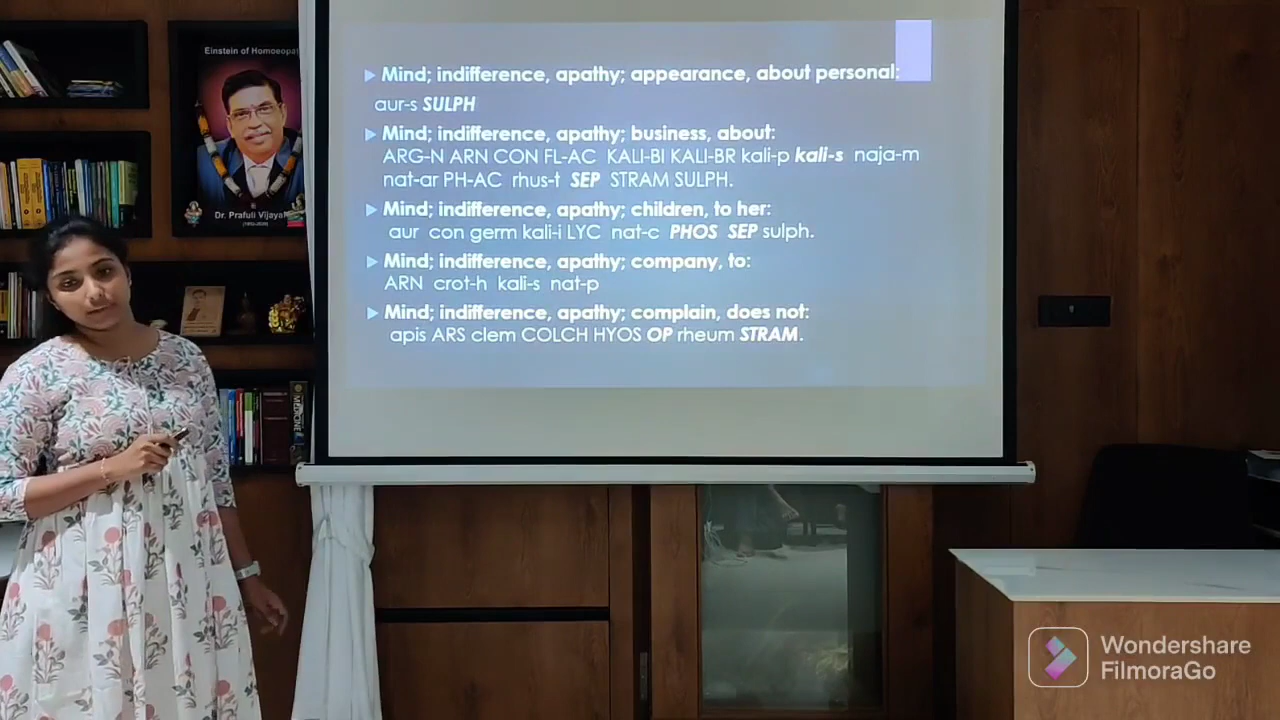 Einstein of Homoeopat
Dr. Prafull Vijayak
Mind; indifference, apathy; appearance, about personal:
aur-s SULPH
Mind; indifference, apathy; business, about:
ARG-N ARN CON FL-AC KALI-BI KALI-BR kali-p kali-s naja-m
nat-ar PH-AC rhus-t SEP STRAM SULPH.
Mind; indifference, apathy; children, to her:
aur con germ kali-i LYC nat-c PHOS SEP sulph.
Mind; indifference, apathy; company, to:
ARN crot-h kali-s nat-p
Mind; indifference, apathy; complain, does not:
apis ARS clem COLCH HYOS OP rheum STRAM.
MEDICINE
Wondershare
FilmoraGo